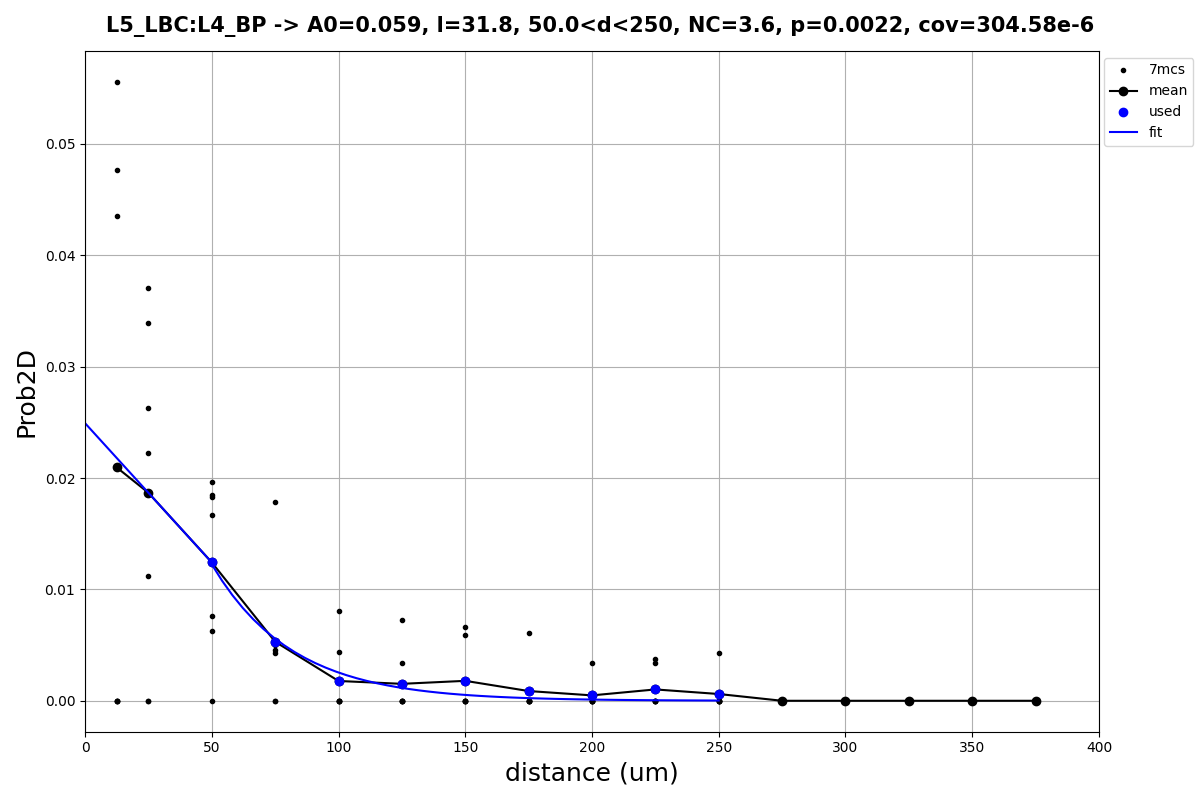 L5_LBC:L4_BP -> A0=0.059, l=31.8, 50.0<d<250, NC=3.6, p=0.0022, cov=304.58e-6
7mcs
mean
used
fit
Prob2D
0.05
0.04
0.03
0.02
0.01
0.00
0 50 100 150 200 250 300 350 400
distance (um)